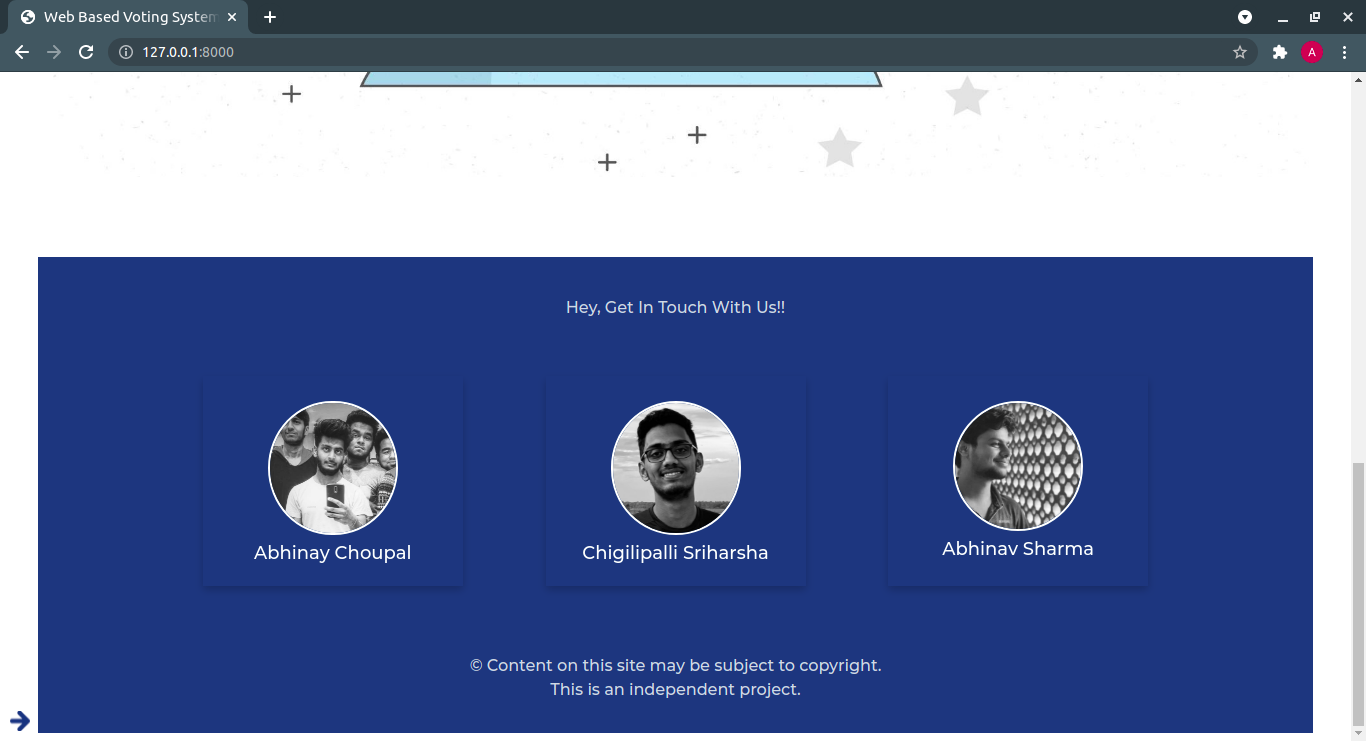 Web Based Voting System
127.0.0.1:8000
A
Hey, Get In Touch With Us!!
Abhinay Choupal
Chigilipalli Sriharsha
Abhinav Sharma
© Content on this site may be subject to copyright.
This is an independent project.